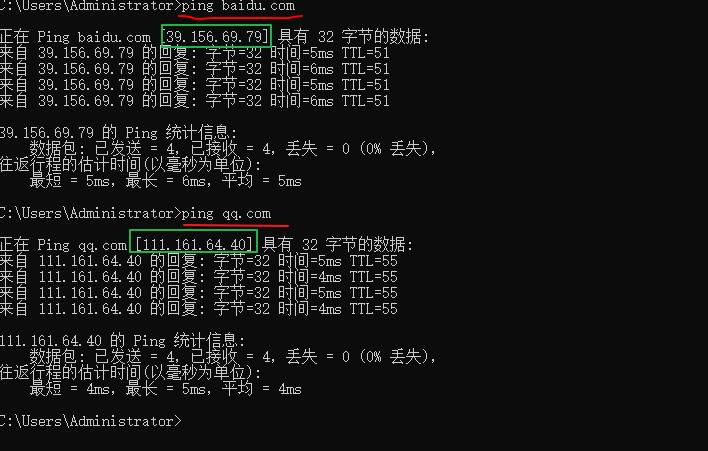 C:\Users\Administrator>ping baidu.com
正在 Ping baidu.com [39.156.69.79] 具有 32 字节的数据:
来自 39.156.69.79 的回复: 字节=32 时间=5ms TTL=51
来自 39.156.69.79 的回复: 字节=32 时间=6ms TTL=51
来自 39.156.69.79 的回复: 字节=32 时间=5ms TTL=51
来自 39.156.69.79 的回复: 字节=32 时间=6ms TTL=51
39.156.69.79 的 Ping 统计信息:
数据包: 已发送 = 4, 已接收 = 4, 丢失 = 0 (0% 丢失),
往返行程的估计时间(以毫秒为单位):
最短 = 5ms, 最长 = 6ms, 平均 = 5ms
C:\Users\Administrator>ping qq.com
正在 Ping qq.com [111.161.64.40] 具有 32 字节的数据:
来自 111.161.64.40 的回复: 字节=32 时间=5ms TTL=55
来自 111.161.64.40 的回复: 字节=32 时间=4ms TTL=55
来自 111.161.64.40 的回复: 字节=32 时间=5ms TTL=55
来自 111.161.64.40 的回复: 字节=32 时间=4ms TTL=55
111.161.64.40 的 Ping 统计信息:
数据包: 已发送 = 4, 已接收 = 4, 丢失 = 0 (0% 丢失),
往返行程的估计时间(以毫秒为单位):
最短 = 4ms, 最长 = 5ms, 平均 = 4ms
C:\Users\Administrator>